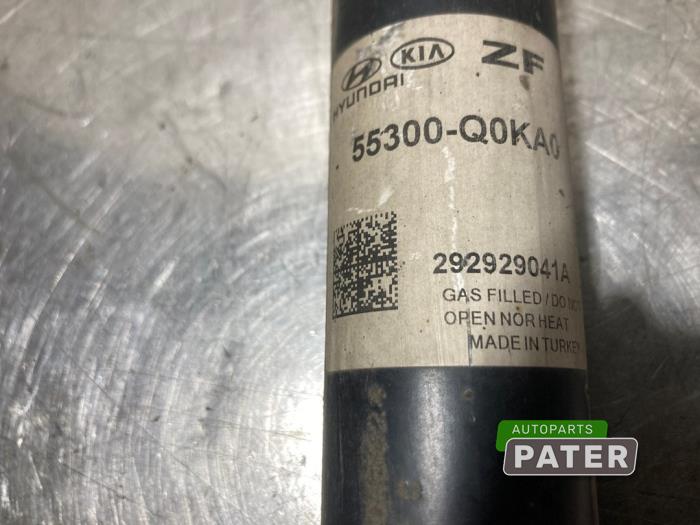 HYUNDAI KIA ZF
55300-Q0KA0
292929041A
GAS FILLED / DO NOT
OPEN NOR HEAT
MADE IN TURKEY
AUTOPARTS
PATER